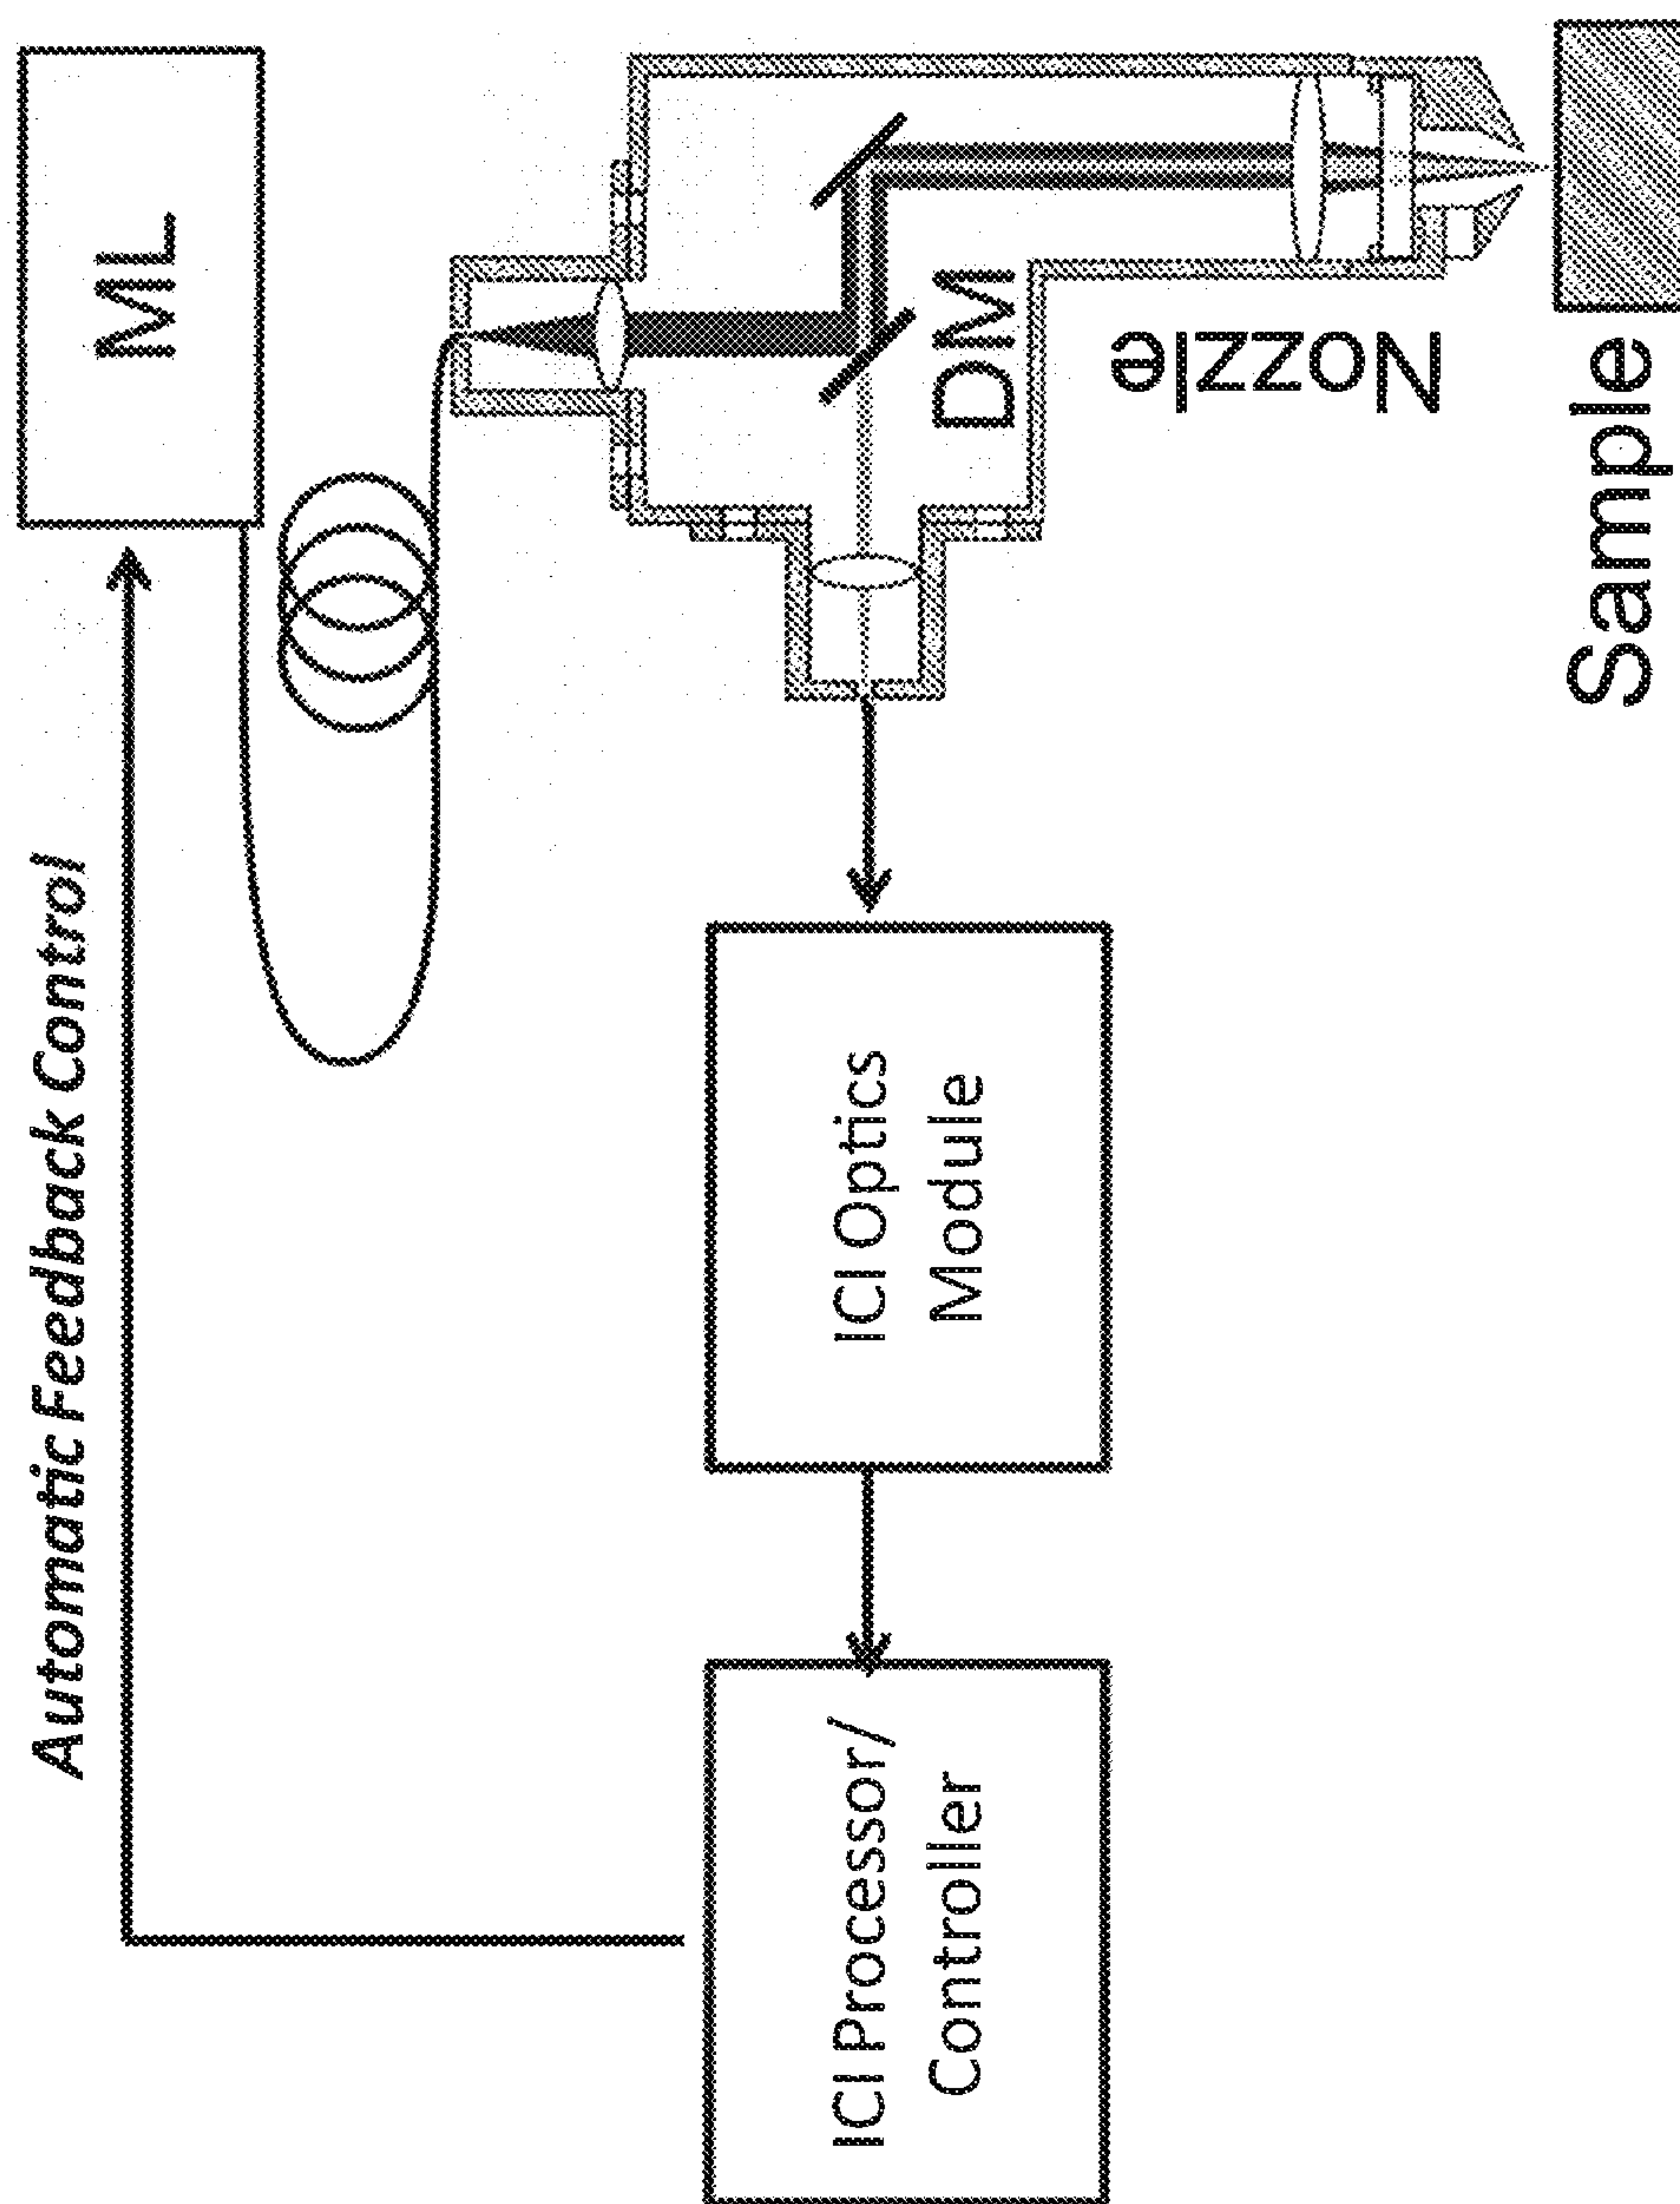 Automatic Feedback Control
ML
ICI Processor/
Controller
ICI Optics
Module
DM
Nozzle
Sample